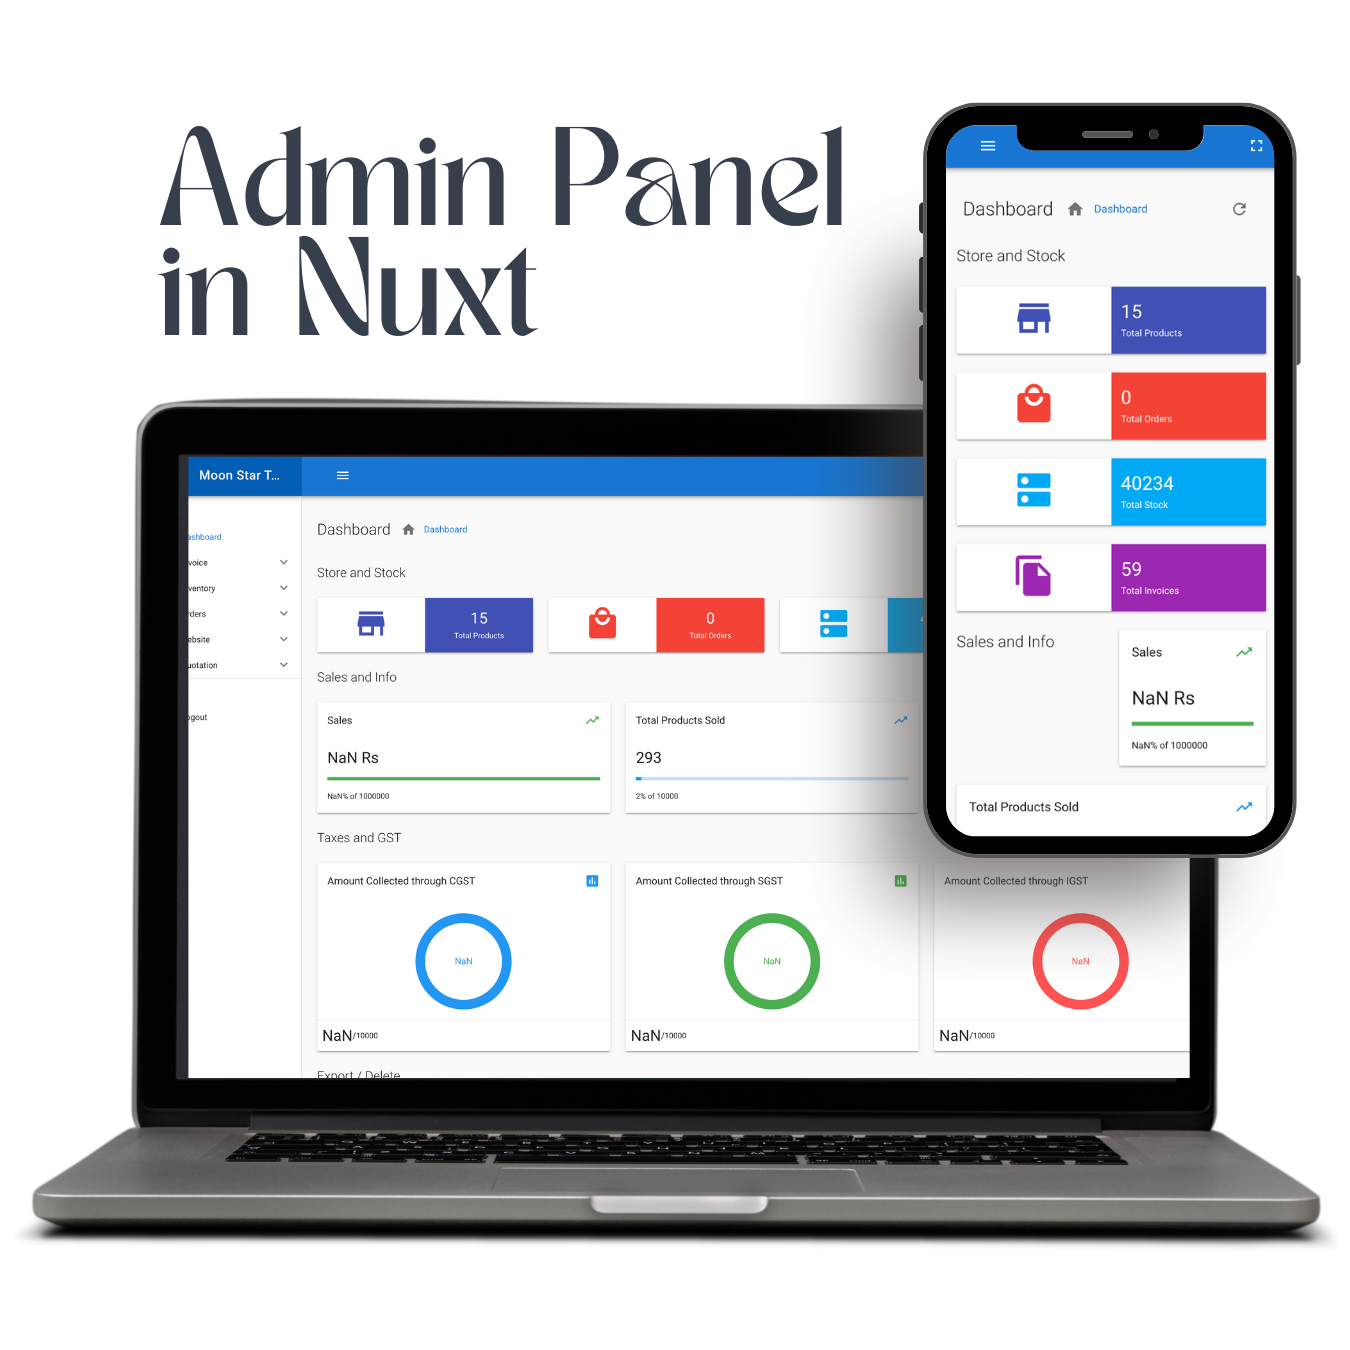 Admin Panel
in Nuxt
Moon Star T...
ashboard
voice
ventory
rders
ebsite
uotation
ogout
Dashboard Dashboard
Store and Stock
15
Total Products
0
Total Orders
Sales and Info
Sales
NaN Rs
NaN% of 1000000
Total Products Sold
293
2% of 10000
Taxes and GST
Amount Collected through CGST
NaN
NaN/10000
Amount Collected through SGST
NaN
NaN/10000
Amount Collected through IGST
NaN
NaN/10000
Export / Delete
Dashboard Dashboard
Store and Stock
15
Total Products
0
Total Orders
40234
Total Stock
59
Total Invoices
Sales and Info
Sales
NaN Rs
NaN% of 1000000
Total Products Sold